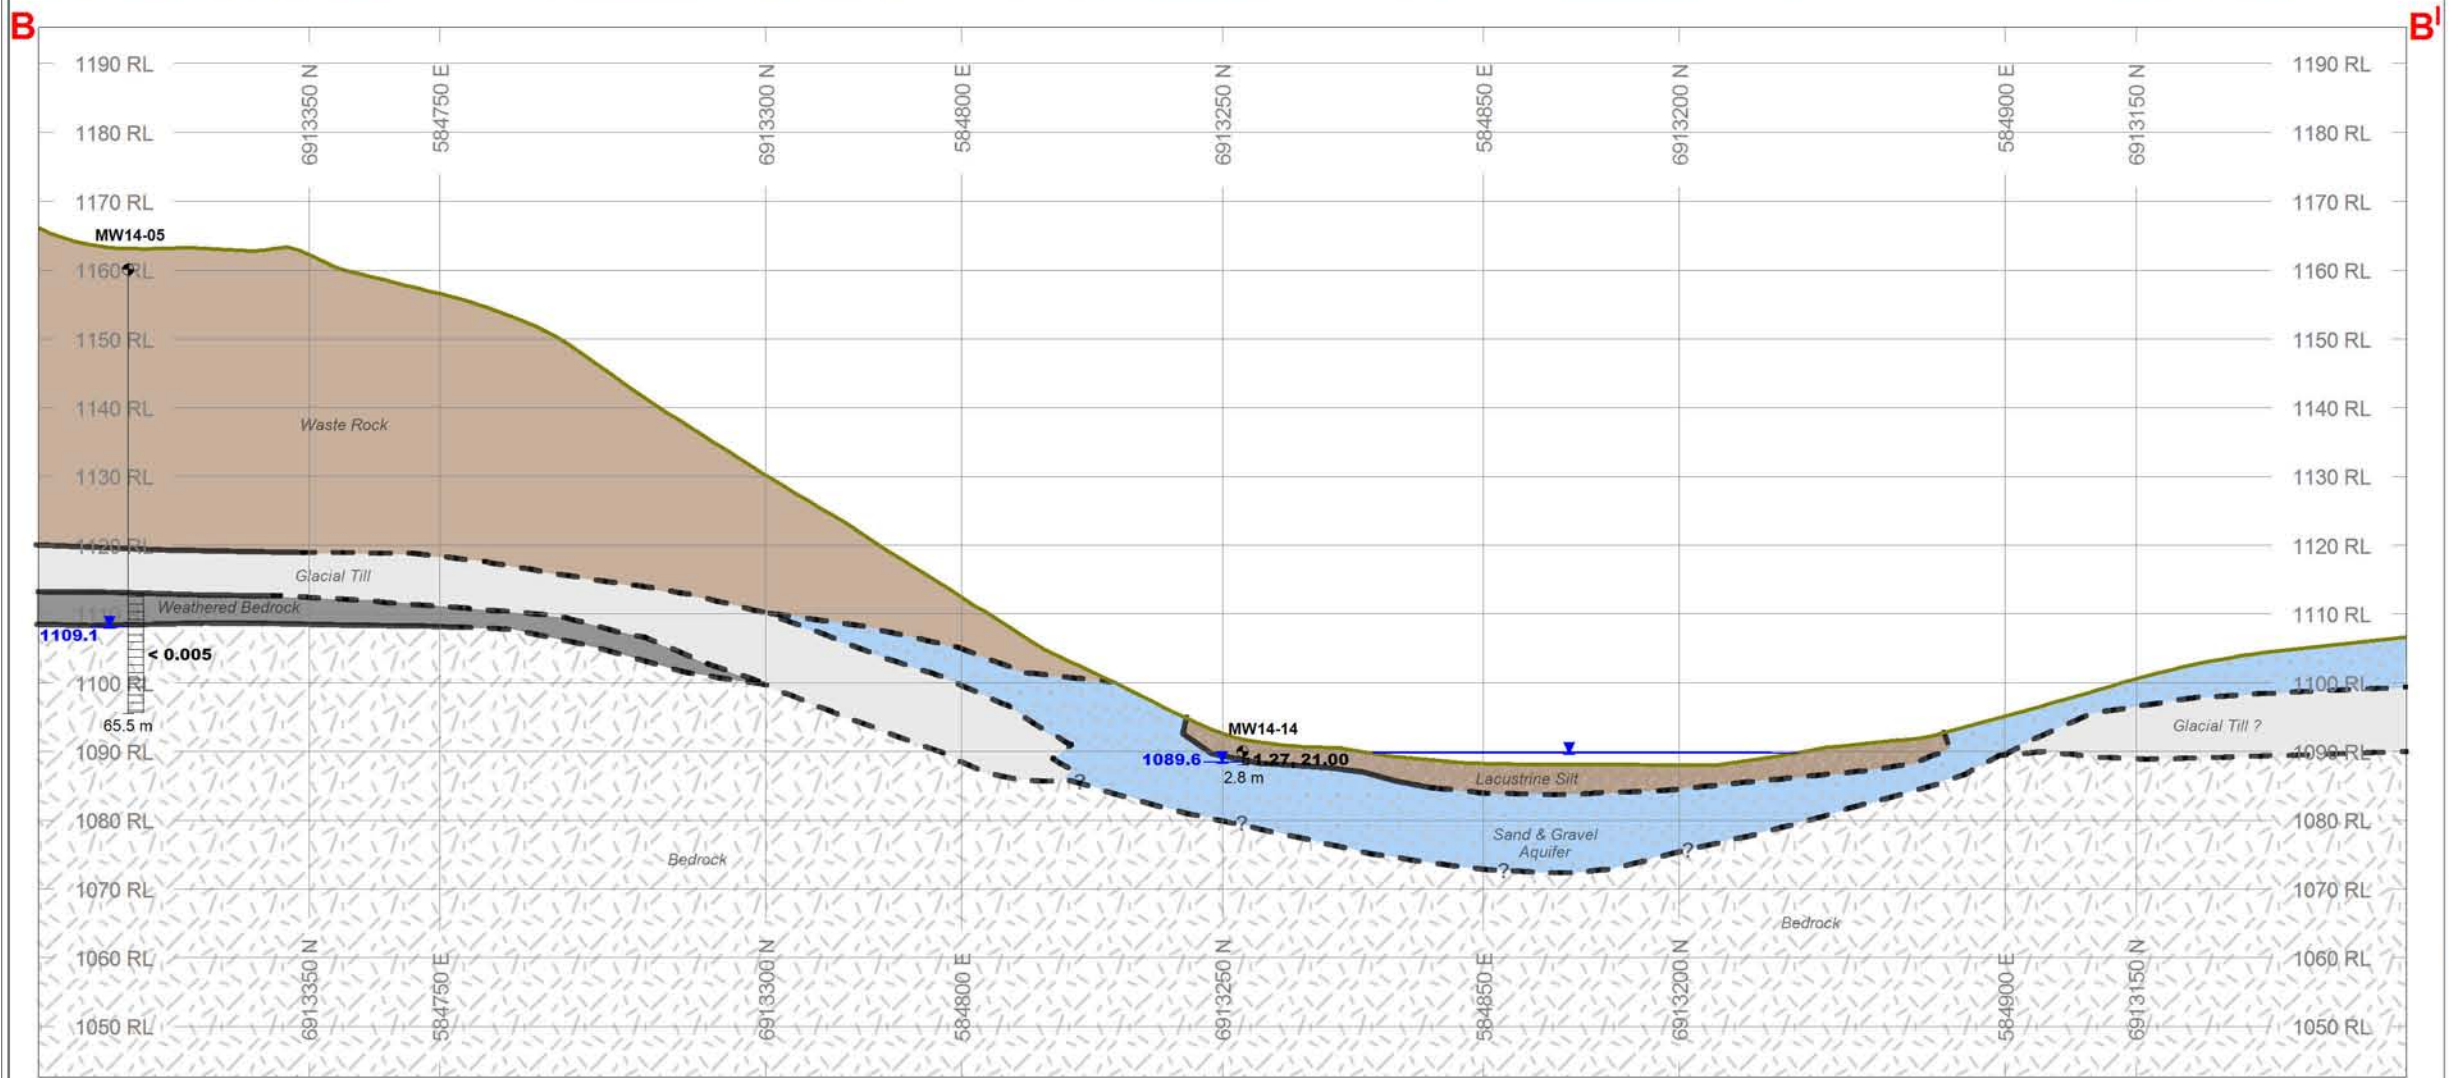 B
B'
1190 RL
1190 RL
6913350 N
584750 E
6913300 N
584800 E
6913250 N
584850 E
6913200 N
584900 E
6913150 N
1180 RL
1180 RL
1170 RL
1170 RL
MW14-05
1160 RL
1160 RL
1150 RL
1150 RL
1140 RL
1140 RL
Waste Rock
1130 RL
1130 RL
1120 RL
1120 RL
Glacial Till
Weathered Bedrock
1110 RL
1110 RL
1109.1
< 0.005
1100 RL
1100 RL
65.5 m
MW14-14
Glacial Till ?
1090 RL
1090 RL
1089.6
1.27, 21.00
2.8 m
Lacustrine Silt
?
1080 RL
?
1080 RL
Sand & Gravel
Aquifer
?
?
Bedrock
1070 RL
1070 RL
Bedrock
1060 RL
1060 RL
6913350 N
584750 E
6913300 N
584800 E
6913250 N
584850 E
6913200 N
584900 E
6913150 N
1050 RL
1050 RL